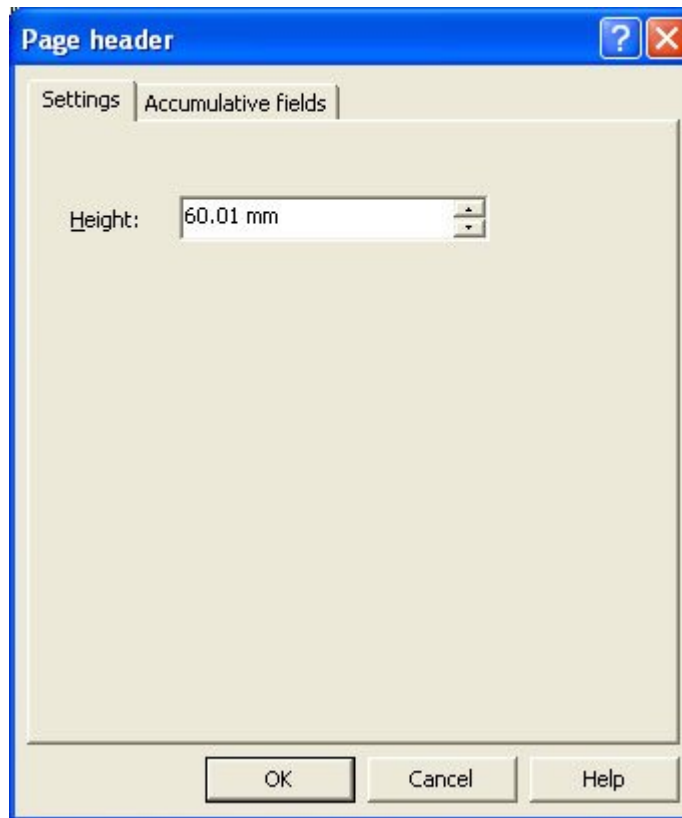 Page header ?
Settings Accumulative fields
Height: 60.01 mm
OK Cancel Help